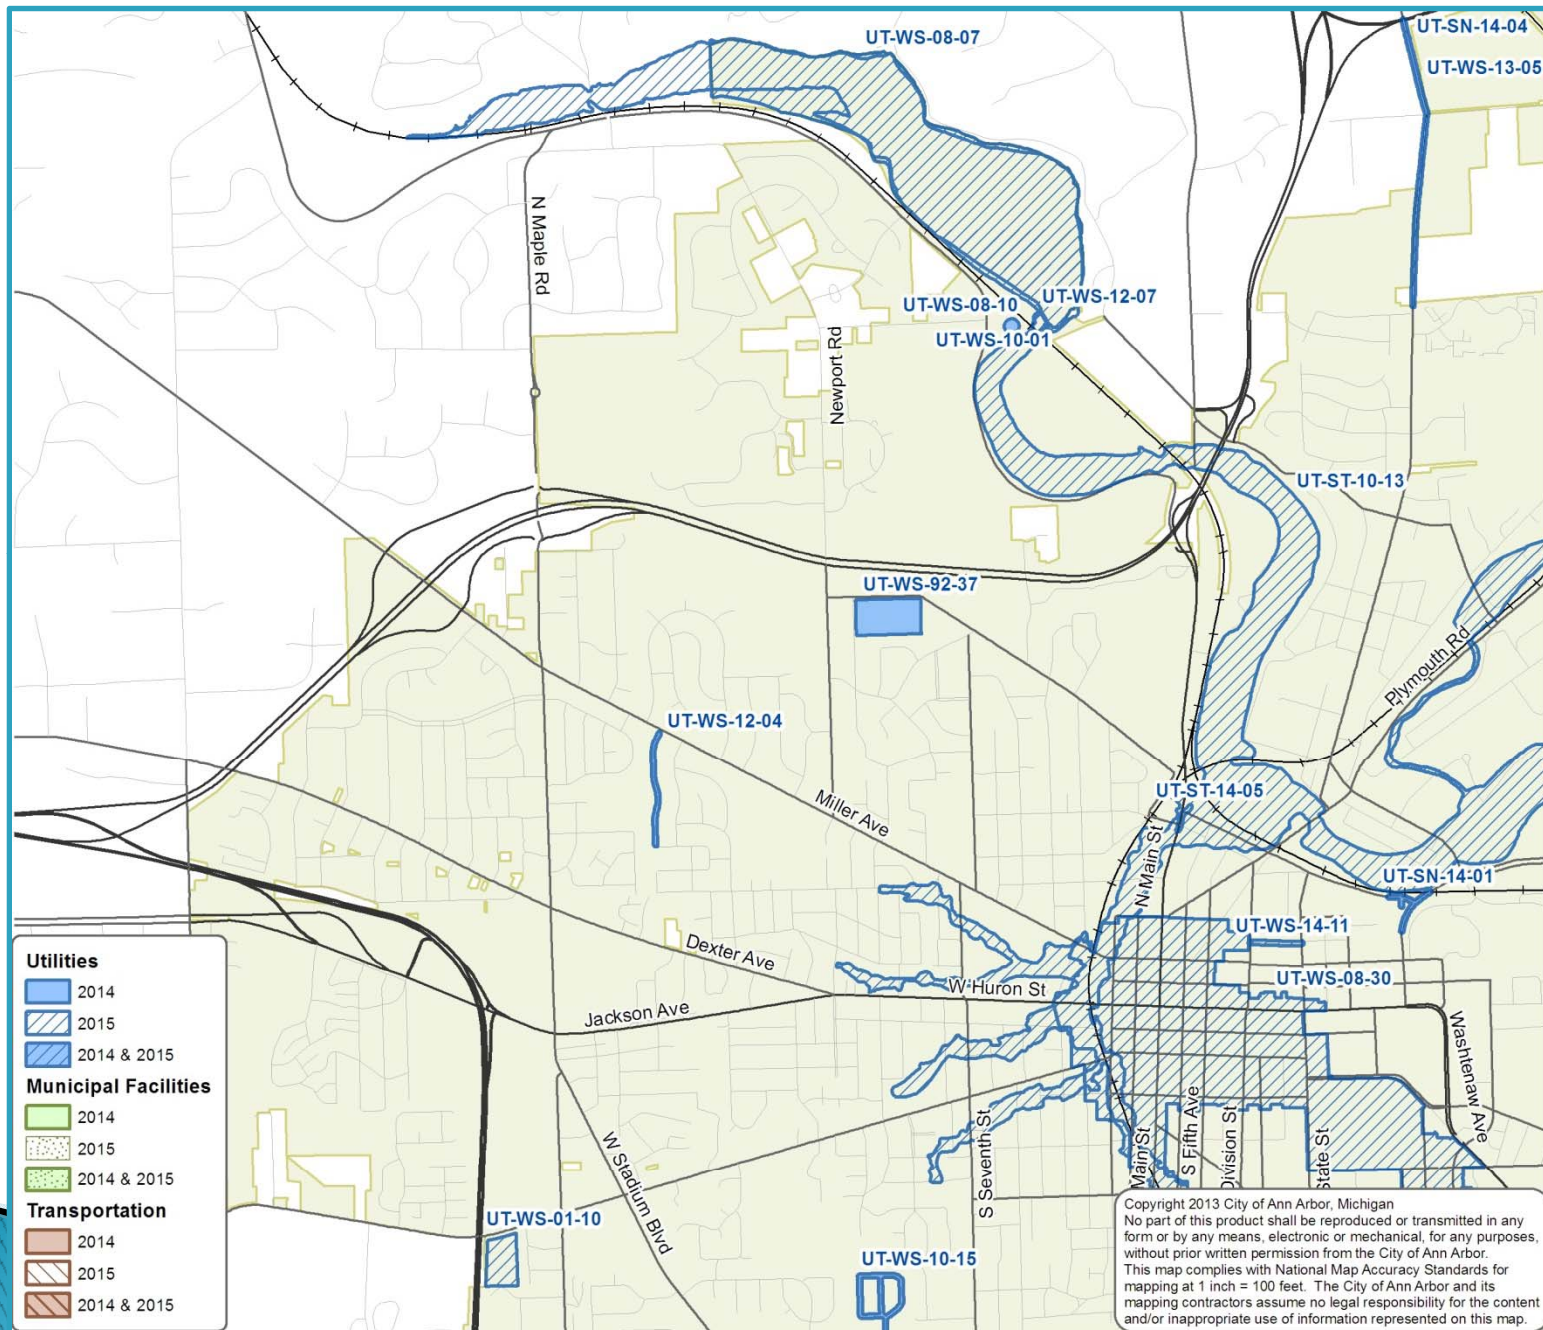 UT-WS-08-07
UT-SN-14-04
UT-WS-13-05
N Maple Rd
UT-WS-08-10
UT-WS-12-07
UT-WS-10-01
Newport Rd
UT-ST-10-13
UT-WS-92-37
Plymouth Rd
UT-WS-12-04
Miller Ave
UT-ST-14-05
N Main St
UT-SN-14-01
UT-WS-14-11
Dexter Ave
UT-WS-08-30
W Huron St
Jackson Ave
Washtenaw Ave
S Seventh St
Main St
S Fifth Ave
Division St
State St
W Stadium Blvd
UT-WS-01-10
UT-WS-10-15
Utilities
2014
2015
2014 & 2015
Municipal Facilities
2014
2015
2014 & 2015
Transportation
2014
2015
2014 & 2015
Copyright 2013 City of Ann Arbor, Michigan
No part of this product shall be reproduced or transmitted in any
form or by any means, electronic or mechanical, for any purposes,
without prior written permission from the City of Ann Arbor.
This map complies with National Map Accuracy Standards for
mapping at 1 inch = 100 feet. The City of Ann Arbor and its
mapping contractors assume no legal responsibility for the content
and/or inappropriate use of information represented on this map.